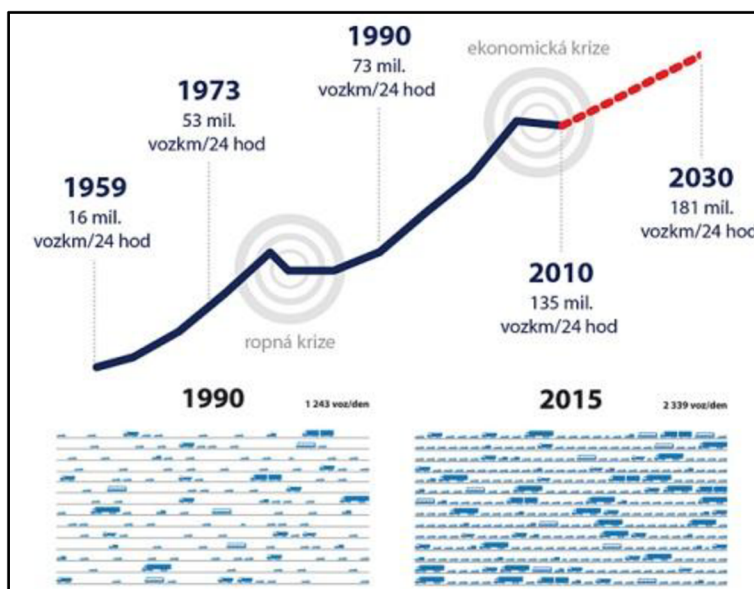 1990
73 mil.
vozkm/24 hod
ekonomická krize
1973
53 mil.
vozkm/24 hod
1959
16 mil.
vozkm/24 hod
2030
181 mil.
vozkm/24 hod
2010
135 mil.
vozkm/24 hod
ropná krize
1990
1 243 voz/den
2015
2 339 voz/den